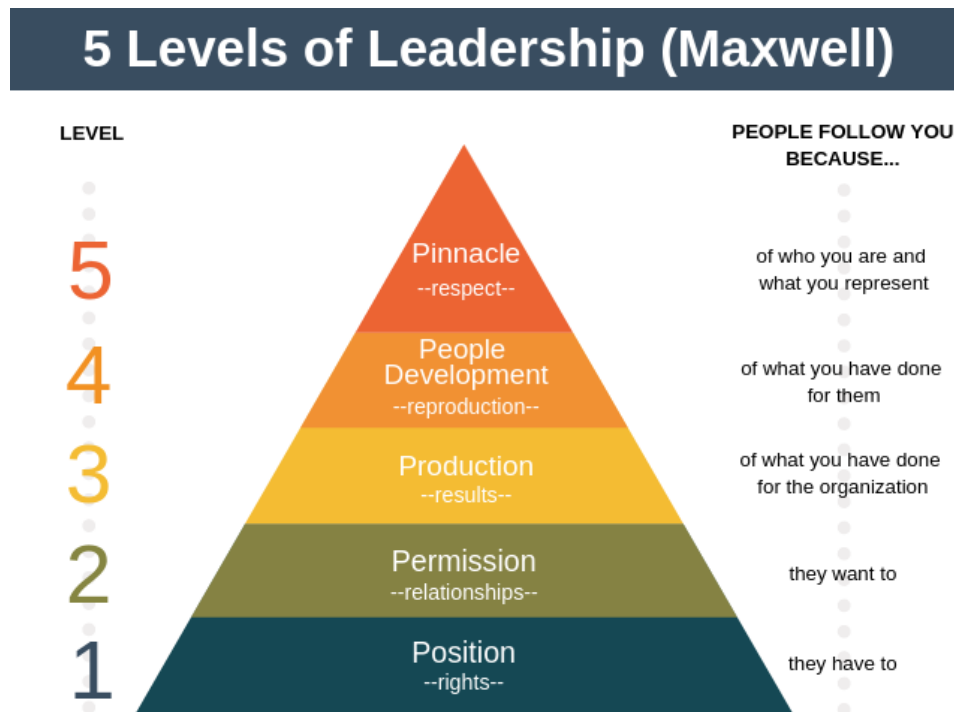 5 Levels of Leadership (Maxwell)
LEVEL
PEOPLE FOLLOW YOU
BECAUSE...
5
Pinnacle
--respect--
of who you are and
what you represent
4
People
Development
--reproduction--
of what you have done
for them
3
Production
--results--
of what you have done
for the organization
2
Permission
--relationships--
they want to
1
Position
--rights--
they have to